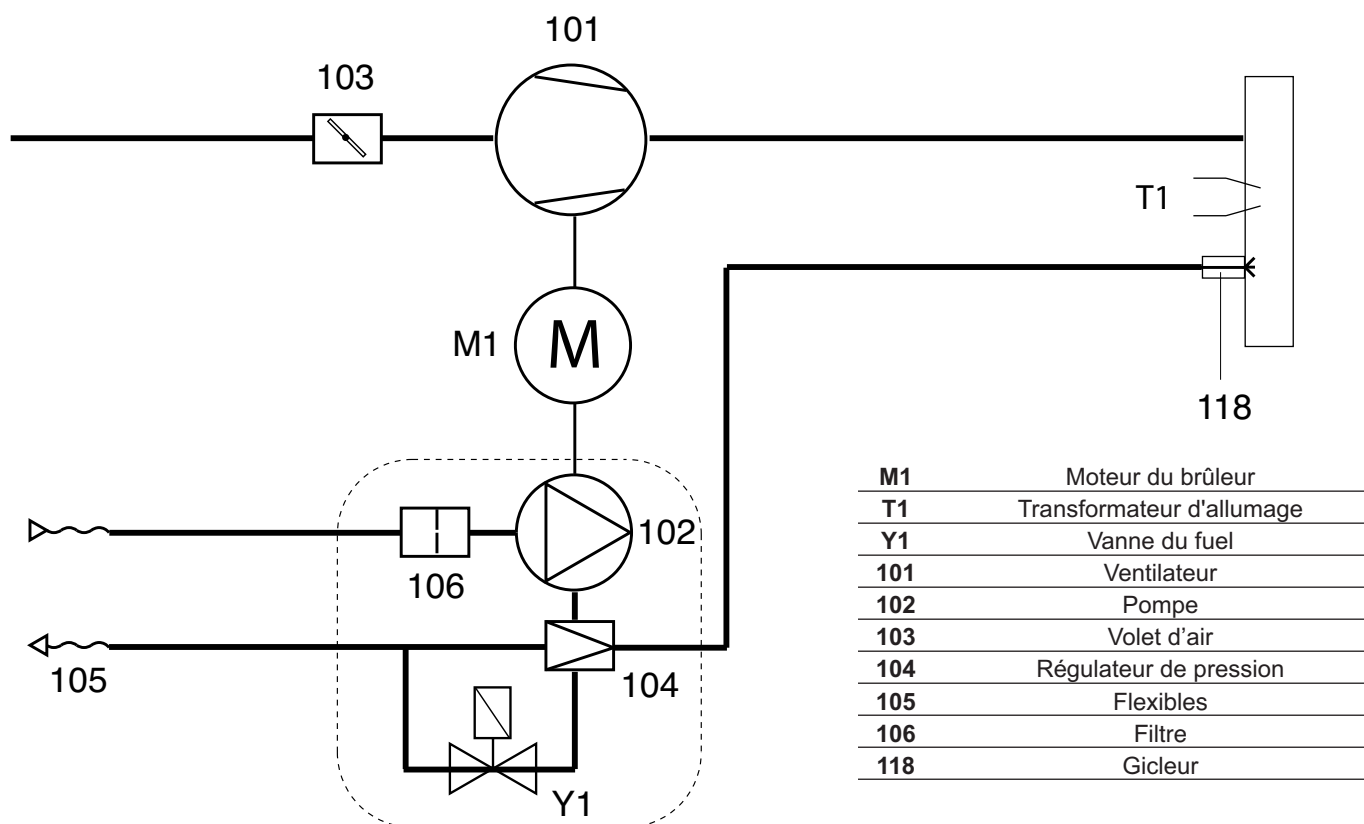 101
103
T1
M1
M
118
102
106
105
104
Y1
M1 Moteur du brûleur
T1 Transformateur d'allumage
Y1 Vanne du fuel
101 Ventilateur
102 Pompe
103 Volet d’air
104 Régulateur de pression
105 Flexibles
106 Filtre
118 Gicleur